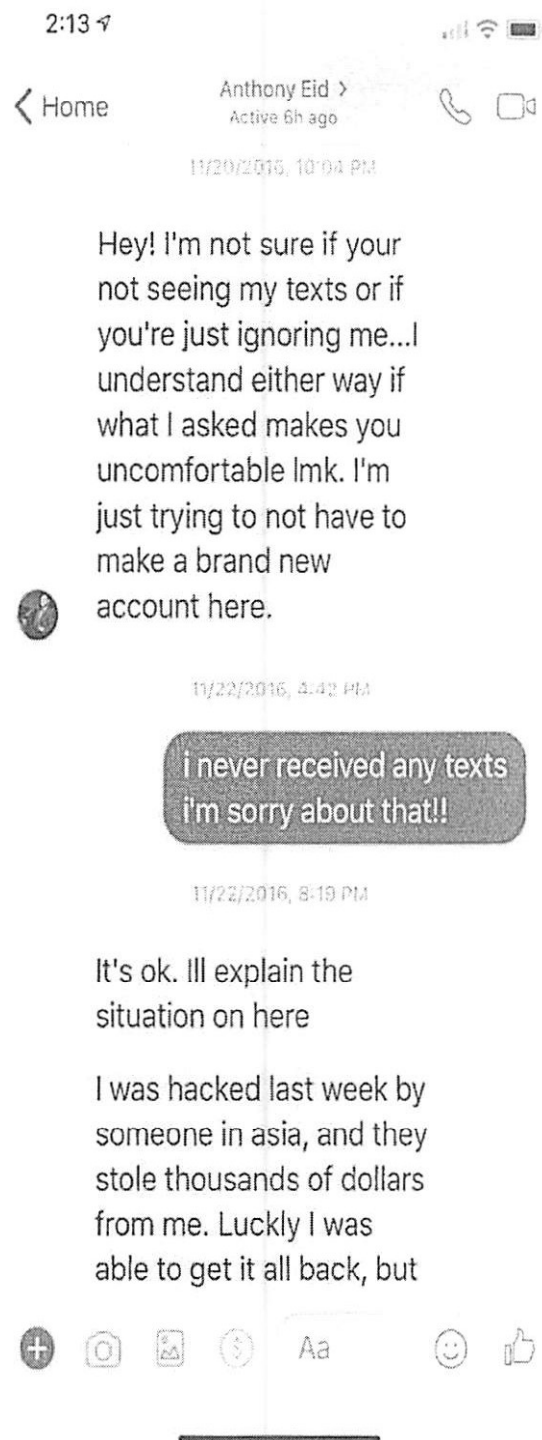 2:13
Home
Anthony Eid >
Active 6h ago
11/20/2016, 10:04 PM
Hey! I'm not sure if your
not seeing my texts or if
you're just ignoring me...I
understand either way if
what I asked makes you
uncomfortable lmk. I'm
just trying to not have to
make a brand new
account here.
11/22/2016, 4:42 PM
i never received any texts
i'm sorry about that!!
11/22/2016, 8:19 PM
It's ok. Ill explain the
situation on here
I was hacked last week by
someone in asia, and they
stole thousands of dollars
from me. Luckly I was
able to get it all back, but
Aa